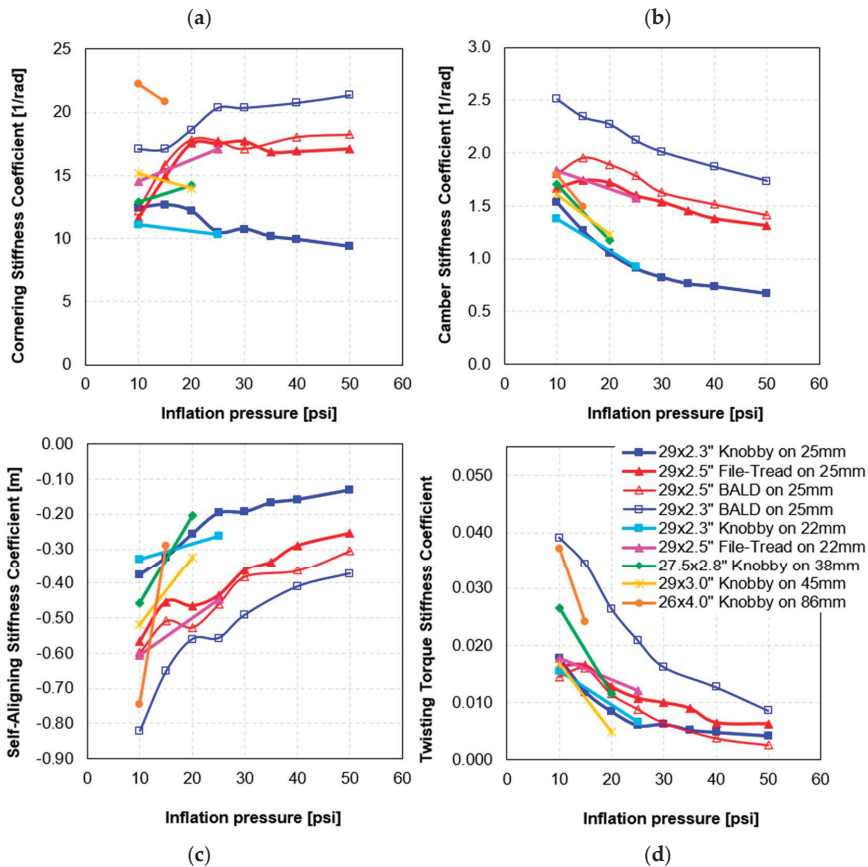 (a)
(b)
25
20
15
10
5
0
0
10
20
30
40
50
60
Cornering Stiffness Coefficient [1/rad]
Inflation pressure [psi]
3.0
2.5
2.0
1.5
1.0
0.5
0.0
0
10
20
30
40
50
60
Camber Stiffness Coefficient [1/rad]
Inflation pressure [psi]
0.00
-0.10
-0.20
-0.30
-0.40
-0.50
-0.60
-0.70
-0.80
-0.90
0
10
20
30
40
50
60
Self-Aligning Stiffness Coefficient [m]
Inflation pressure [psi]
0.050
0.040
0.030
0.020
0.010
0.000
0
10
20
30
40
50
60
Twisting Torque Stiffness Coefficient
Inflation pressure [psi]
29x2.3" Knobby on 25mm
29x2.5" File-Tread on 25mm
29x2.5" BALD on 25mm
29x2.3" BALD on 25mm
29x2.3" Knobby on 22mm
29x2.5" File-Tread on 22mm
27.5x2.8" Knobby on 38mm
29x3.0" Knobby on 45mm
26x4.0" Knobby on 86mm
(c)
(d)